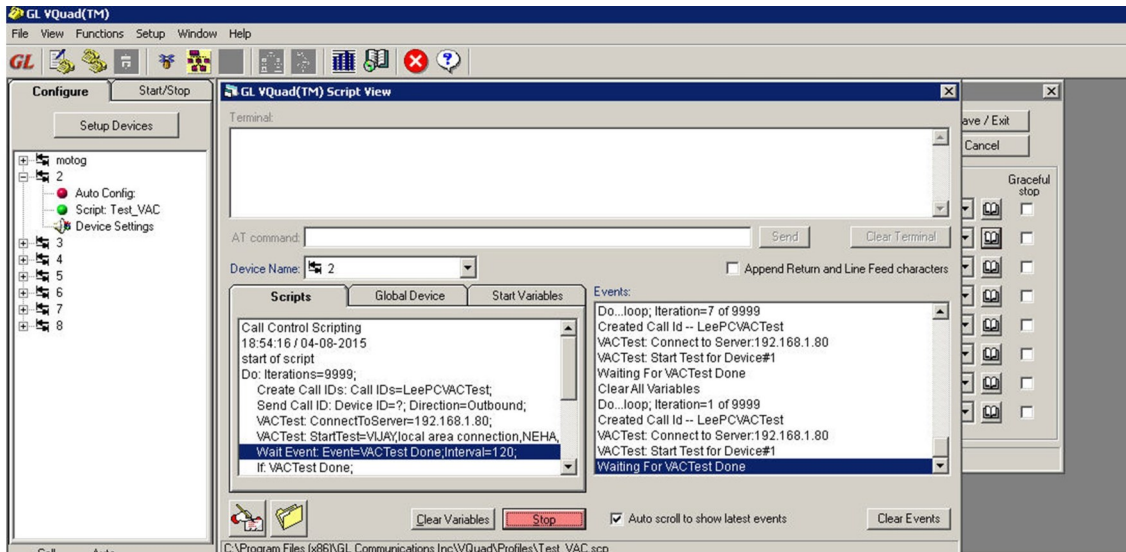 GL VQuad(TM)
File View Functions Setup Window Help
GL
Configure Start/Stop
Setup Devices
motog
2
Auto Config:
Script: Test_VAC
Device Settings
3
4
5
6
7
8
GL VQuad(TM) Script View
Terminal:
AT command: Send Clear Terminal
Device Name: 2
Append Return and Line Feed characters
Scripts Global Device Start Variables
Call Control Scripting
18:54:16 / 04-08-2015
start of script
Do: Iterations=9999;
Create Call IDs: Call IDs=LeePCVACTest;
Send Call ID: Device ID=?; Direction=Outbound;
VACTest: ConnectToServer=192.168.1.80;
VACTest: StartTest=VIJAY,local area connection,NEHA,
Wait Event: Event=VACTest Done;Interval=120;
If: VACTest Done;
Events:
Do...loop; Iteration=7 of 9999
Created Call Id -- LeePCVACTest
VACTest: Connect to Server:192.168.1.80
VACTest: Start Test for Device#1
Waiting For VACTest Done
Clear All Variables
Do...loop; Iteration=1 of 9999
Created Call Id -- LeePCVACTest
VACTest: Connect to Server:192.168.1.80
VACTest: Start Test for Device#1
Waiting For VACTest Done
Clear Variables Stop
Auto scroll to show latest events
Clear Events
C:\Program Files (x86)\GL Communications Inc\VQuad\Profiles\Test_VAC.scp
ave / Exit
Cancel
Graceful
stop